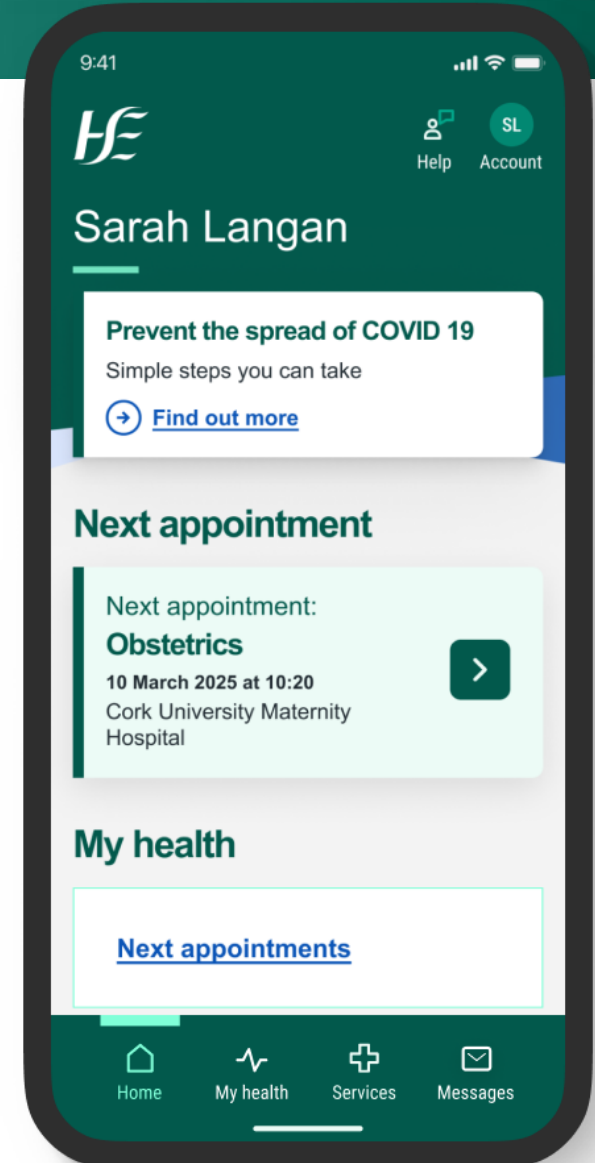 9:41
HSE
SL
Help Account
Sarah Langan
Prevent the spread of COVID 19
Simple steps you can take
Find out more
Next appointment
Next appointment:
Obstetrics
10 March 2025 at 10:20
Cork University Maternity
Hospital
My health
Next appointments
Home My health Services Messages